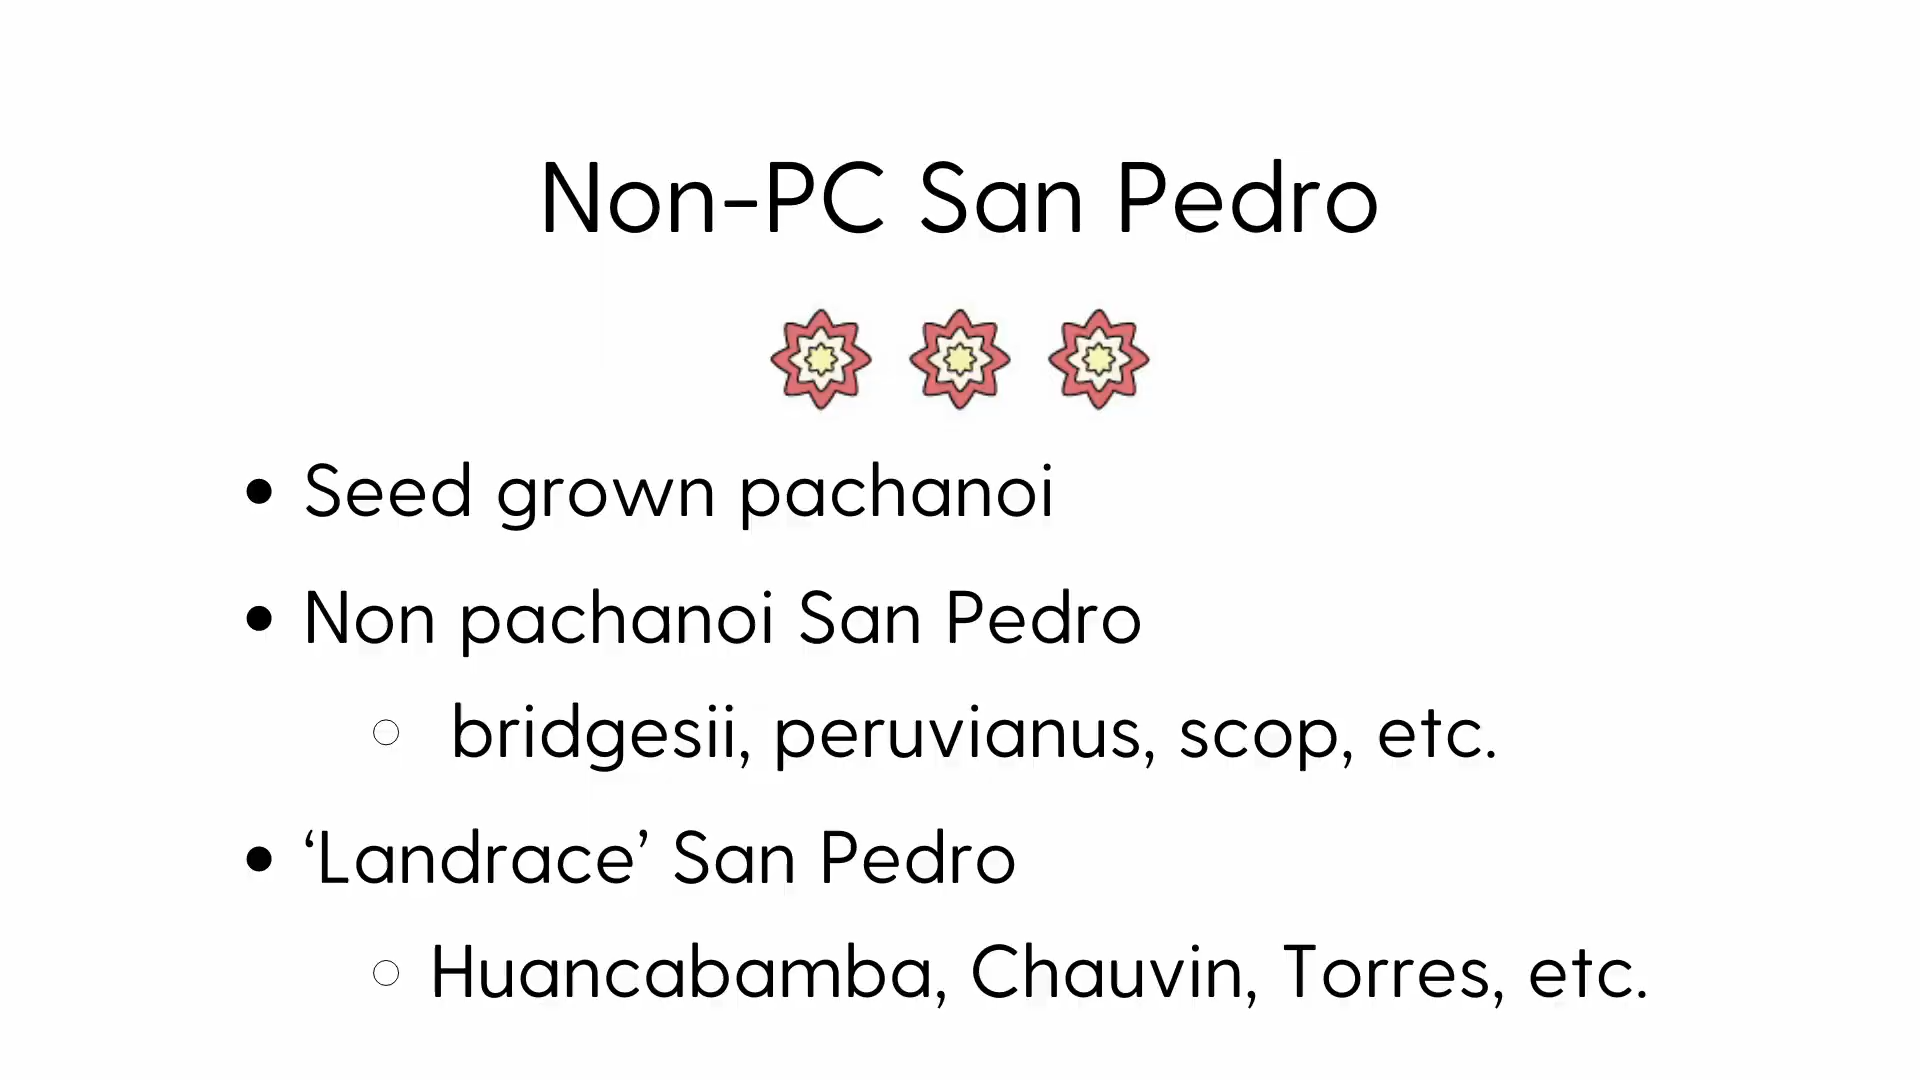 Non-PC San Pedro
• Seed grown pachanoi
• Non pachanoi San Pedro
○ bridgesii, peruvianus, scop, etc.
• ‘Landrace’ San Pedro
○ Huancabamba, Chauvin, Torres, etc.